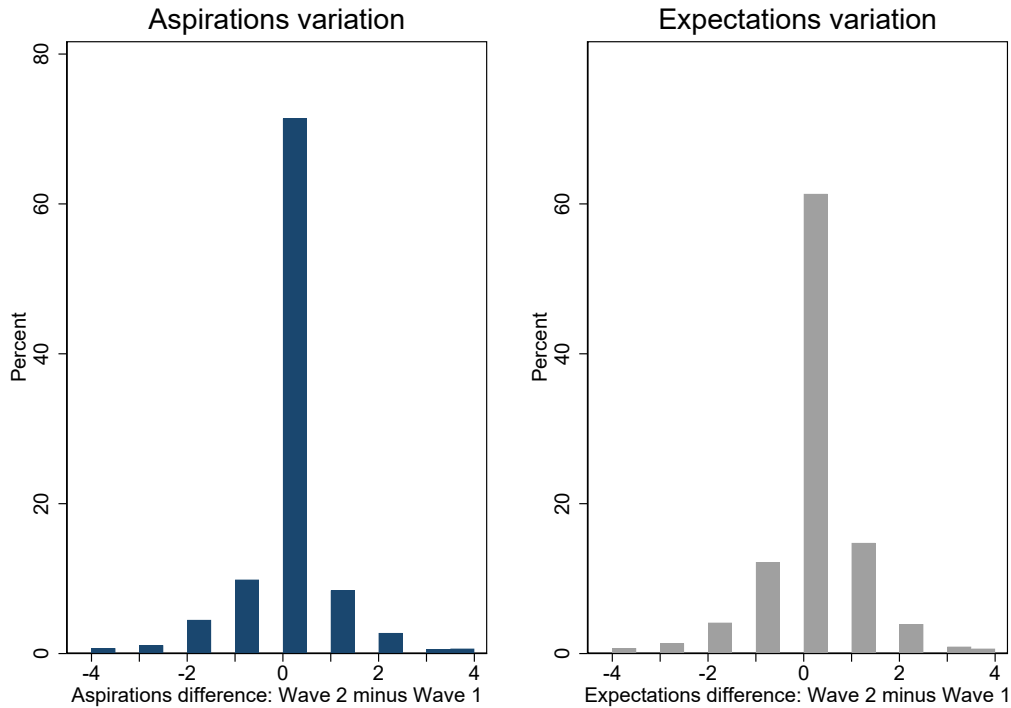 Aspirations variation
Percent
80
60
40
20
0
-4 -2 0 2 4
Aspirations difference: Wave 2 minus Wave 1
Expectations variation
Percent
60
40
20
0
-4 -2 0 2 4
Expectations difference: Wave 2 minus Wave 1